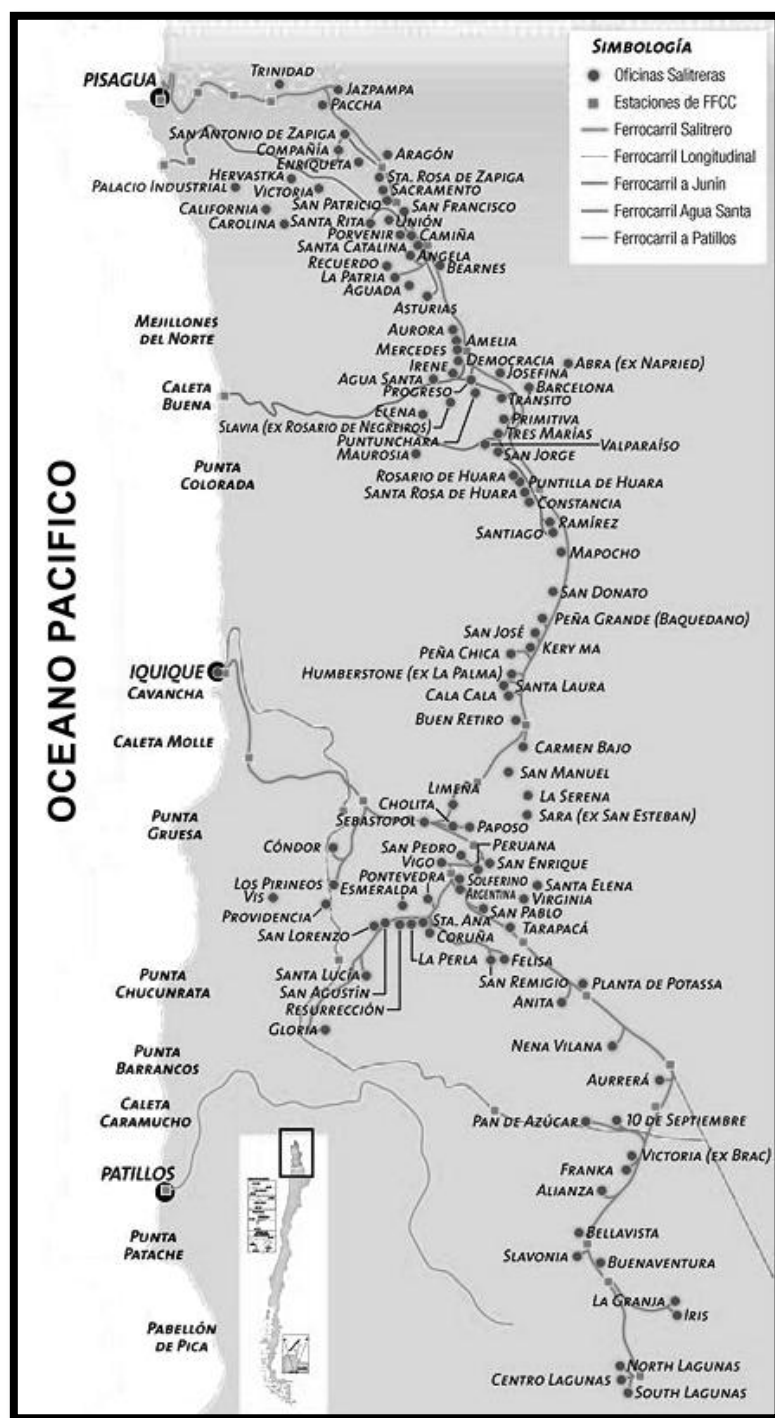 SIMBOLOGÍA
Oficinas Salitreras
Estaciones de FFCC
Ferrocarril Salitrero
Ferrocarril Longitudinal
Ferrocarril a Junin
Ferrocarril Agua Santa
Ferrocarril a Patillos
OCEANO PACIFICO
PISAGUA
TRINIDAD
JAZPAMPA
PACCHA
SAN ANTONIO DE ZAPIGA
COMPAÑÍA
ENRIQUETA
ARAGÓN
HERVASTKA
STA. ROSA DE ZAPIGA
PALACIO INDUSTRIAL
VICTORIA
SACRAMENTO
SAN PATRICIO
SAN FRANCISCO
CALIFORNIA
CAROLINA
SANTA RITA
UNIÓN
PORVENIR
CAMIÑA
SANTA CATALINA
ANGELA
RECUERDO
BEARNES
LA PATRIA
AGUADA
ASTURIAS
MEJILLONES
DEL NORTE
AURORA
AMELIA
MERCEDES
DEMOCRACIA
ABRA (EX NAPRIED)
IRENE
JOSEFINA
AGUA SANTA
BARCELONA
PROGRESO
TRÁNSITO
CALETA
BUENA
ELENA
SLAVIA (EX ROSARIO DE NEGREIROS)
PRIMITIVA
PUNTUNCHARA
TRES MARÍAS
VALPARAÍSO
MAUROSIA
SAN JORGE
PUNTA
COLORADA
ROSARIO DE HUARA
PUNTILLA DE HUARA
SANTA ROSA DE HUARA
CONSTANCIA
RAMÍREZ
SANTIAGO
MAPOCHO
SAN DONATO
PEÑA GRANDE (BAQUEDANO)
SAN JOSÉ
KERY MA
PEÑA CHICA
IQUIQUE
HUMBERSTONE (EX LA PALMA)
CAVANCHA
SANTA LAURA
CALA CALA
BUEN RETIRO
CALETA MOLLE
CARMEN BAJO
SAN MANUEL
LIMEÑA
LA SERENA
CHOLITA
PUNTA
GRUESA
SEBASTOPOL
PAPOSO
SARA (EX SAN ESTEBAN)
CÓNDOR
SAN PEDRO
PERUANA
VIGO
SAN ENRIQUE
PONTEVEDRA
SOLFERINO
LOS PIRINEOS
ESMERALDA
ARGENTINA
SANTA ELENA
VIS
VIRGINIA
PROVIDENCIA
SAN PABLO
SAN LORENZO
STA. ANA
TARAPACÁ
CORUÑA
LA PERLA
FELISA
PUNTA
CHUCUNRATA
SANTA LUCÍA
SAN REMIGIO
PLANTA DE POTASSA
SAN AGUSTÍN
ANITA
RESURRECCIÓN
GLORIA
NENA VILANA
PUNTA
BARRANCOS
AURRERÁ
CALETA
CARAMUCHO
PAN DE AZÚCAR
10 DE SEPTIEMBRE
VICTORIA (EX BRAC)
PATILLOS
FRANKA
ALIANZA
PUNTA
PATACHE
BELLAVISTA
SLAVONIA
BUENAVENTURA
LA GRANJA
IRIS
PABELLÓN
DE PICA
NORTH LAGUNAS
CENTRO LAGUNAS
SOUTH LAGUNAS